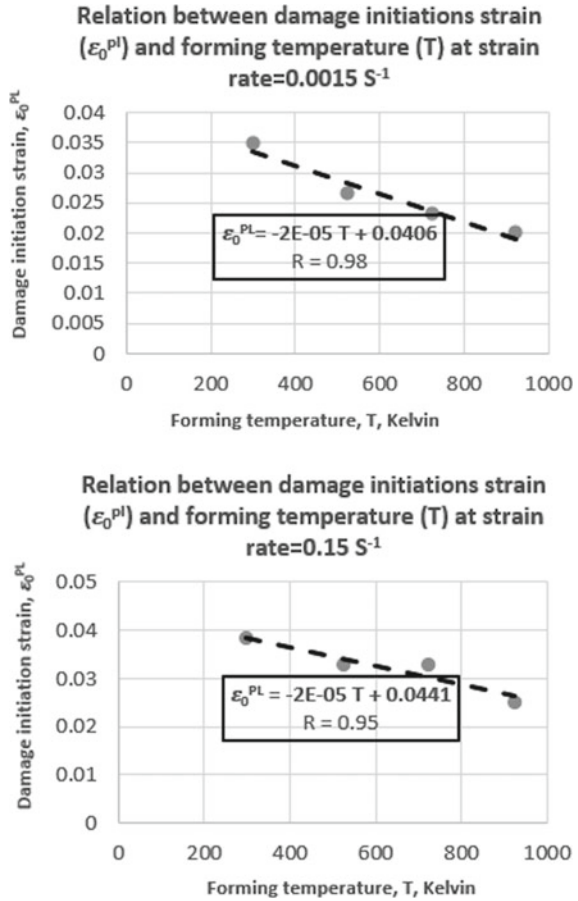 Relation between damage initiations strain
(ε₀ᵖˡ) and forming temperature (T) at strain
rate=0.0015 S⁻¹
Damage initiation strain, ε₀ᴾᴸ
0.04
0.035
0.03
0.025
0.02
0.015
0.01
0.005
0
ε₀ᴾᴸ= -2E-05 T + 0.0406
R = 0.98
0 200 400 600 800 1000
Forming temperature, T, Kelvin
Relation between damage initiations strain
(ε₀ᵖˡ) and forming temperature (T) at strain
rate=0.15 S⁻¹
Damage initiation strain, ε₀ᴾᴸ
0.05
0.04
0.03
0.02
0.01
0
ε₀ᴾᴸ = -2E-05 T + 0.0441
R = 0.95
0 200 400 600 800 1000
Forming temperature, T, Kelvin